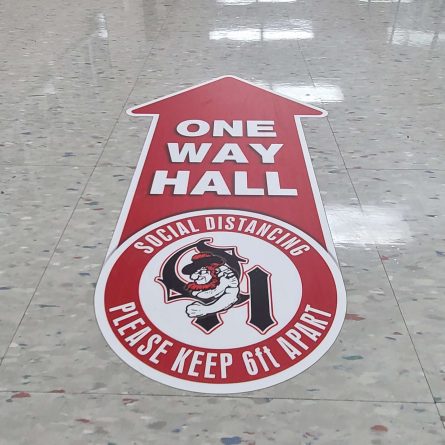 ONE
WAY
HALL
SOCIAL DISTANCING
PLEASE KEEP 6ft APART